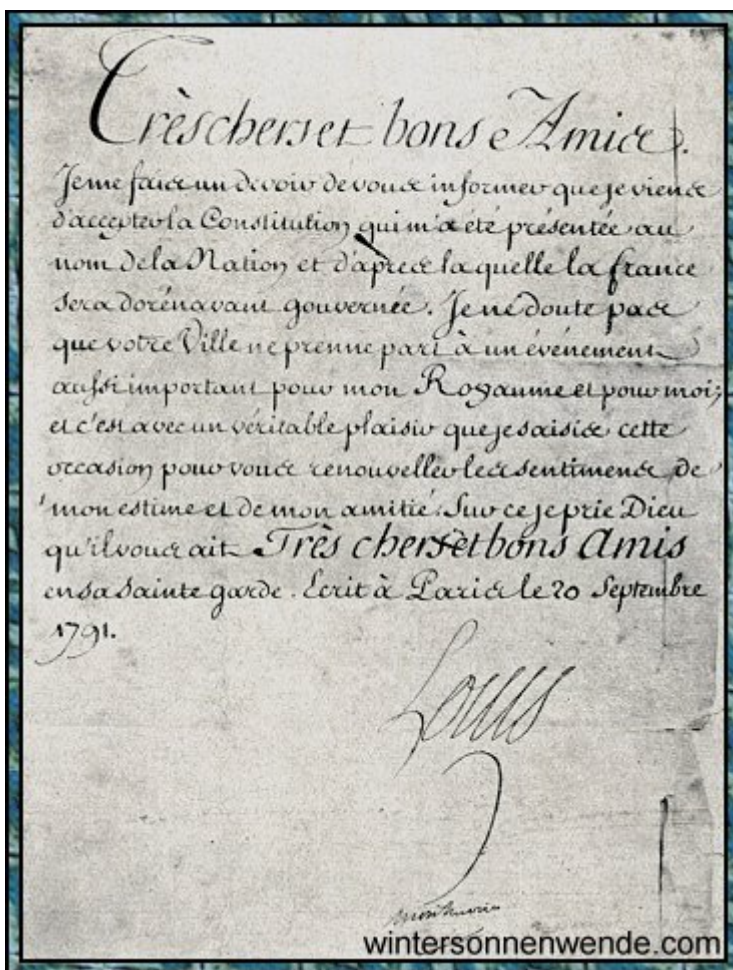 Très chers et bons Amis.
Je me fais un devoir de vous informer que je viens
d'accepter la Constitution qui m'a été présentée au
nom de la Nation et d'après laquelle la france
sera dorénavant gouvernée. Je ne doute pas
que votre Ville ne prenne part à un événement
aussi important pour mon Royaume et pour moi;
et c'est avec un véritable plaisir que je saisis cette
occasion pour vous renouveller les sentimens de
mon estime et de mon amitié. Sur ce je prie Dieu
qu'il vous ait Très chers et bons Amis
en sa sainte garde. Ecrit à Paris le 20 Septembre
1791.
Louis
wintersonnenwende.com